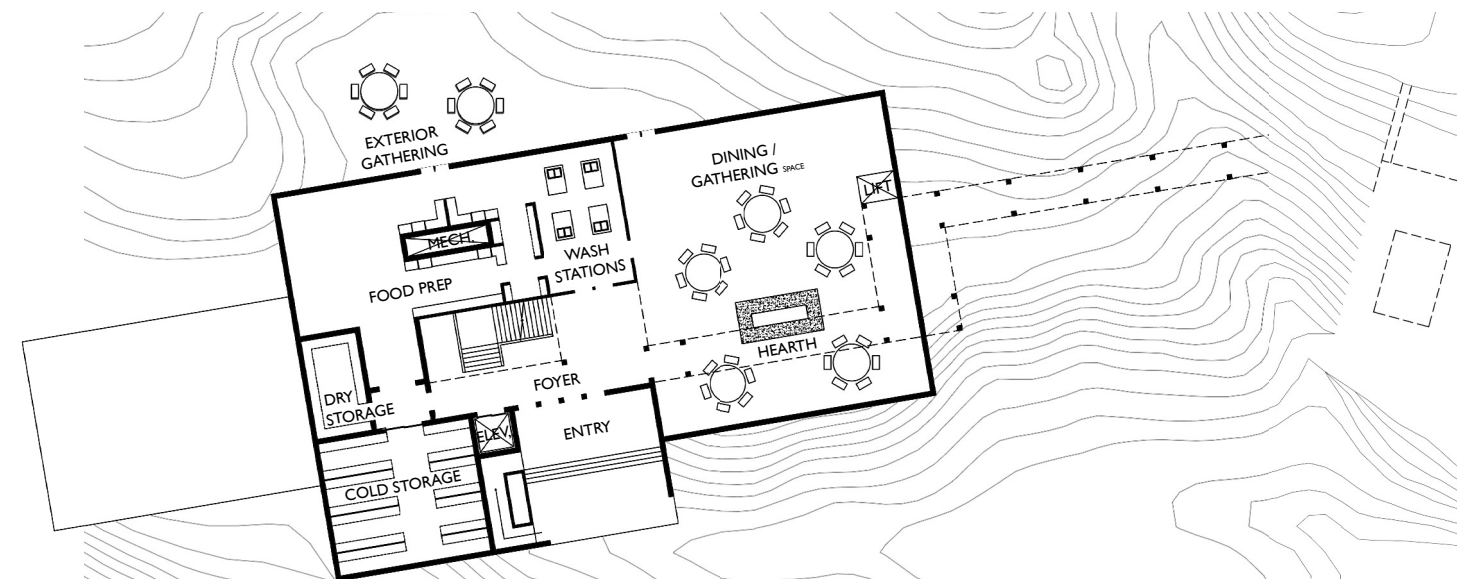 EXTERIOR
GATHERING
DINING /
GATHERING SPACE
LIFT
MECH.
WASH
STATIONS
FOOD PREP
HEARTH
FOYER
DRY
STORAGE
ELEV.
ENTRY
COLD STORAGE